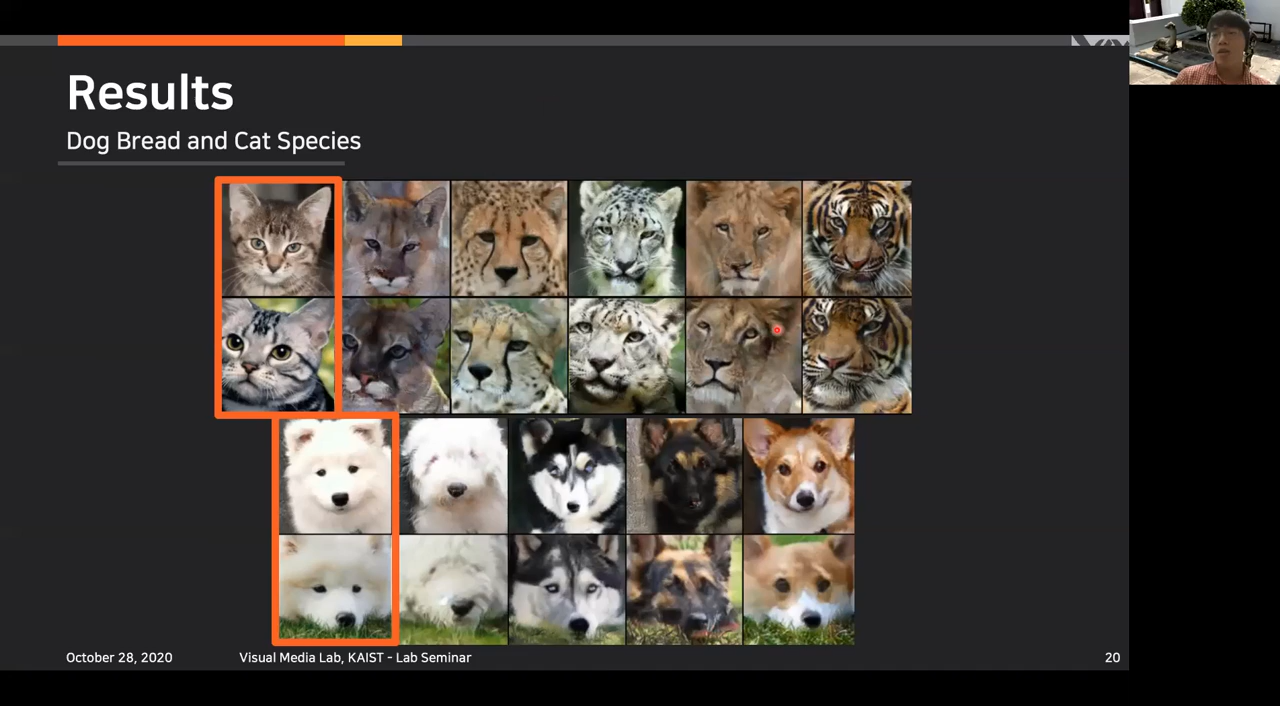 Results
Dog Bread and Cat Species
October 28, 2020
Visual Media Lab, KAIST - Lab Seminar
20